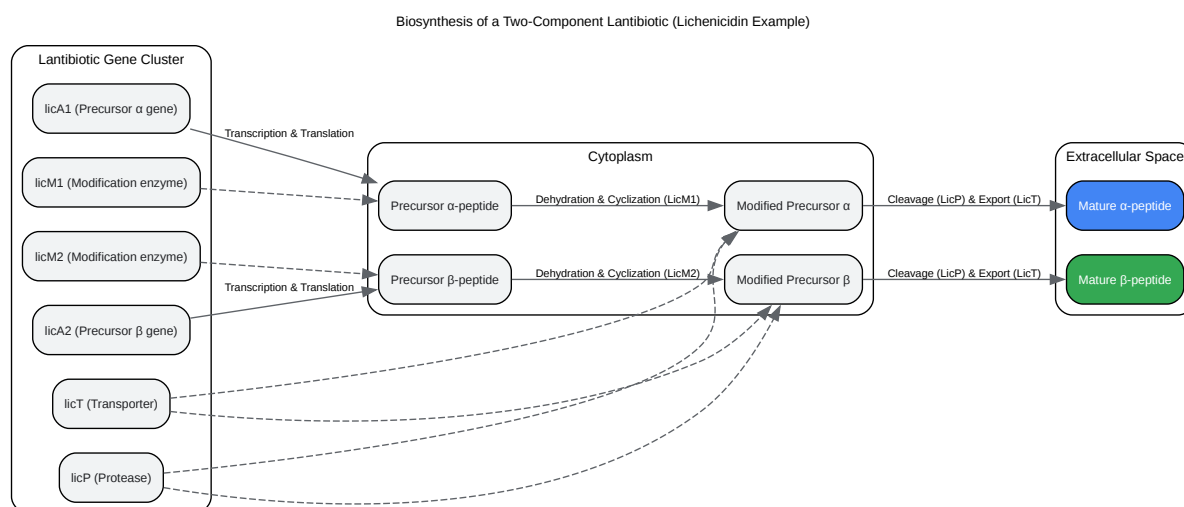 Biosynthesis of a Two-Component Lantibiotic (Lichenicidin Example)
Lantibiotic Gene Cluster
licA1 (Precursor α gene)
licM1 (Modification enzyme)
licM2 (Modification enzyme)
licA2 (Precursor β gene)
licT (Transporter)
licP (Protease)
Transcription & Translation
Transcription & Translation
Cytoplasm
Precursor α-peptide
Dehydration & Cyclization (LicM1)
Modified Precursor α
Precursor β-peptide
Dehydration & Cyclization (LicM2)
Modified Precursor β
Cleavage (LicP) & Export (LicT)
Cleavage (LicP) & Export (LicT)
Extracellular Space
Mature α-peptide
Mature β-peptide